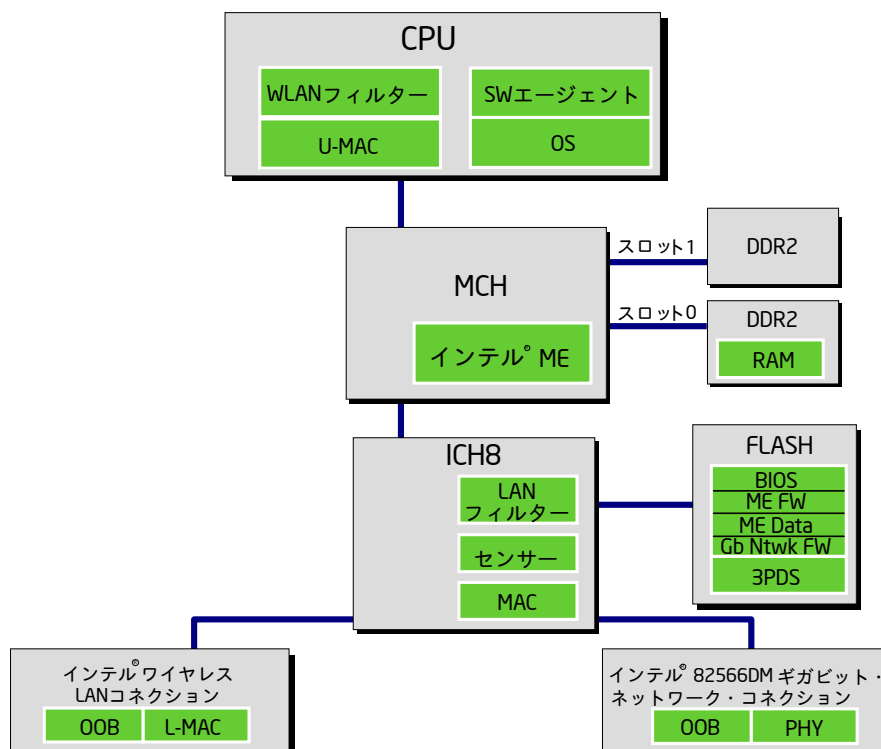 CPU
WLANフィルター
U-MAC
SWエージェント
OS
MCH
インテル® ME
スロット1
DDR2
スロット0
DDR2
RAM
ICH8
LAN
フィルター
センサー
MAC
FLASH
BIOS
ME FW
ME Data
Gb Ntwk FW
3PDS
インテル®ワイヤレス
LANコネクション
OOB
L-MAC
インテル® 82566DM ギガビット・
ネットワーク・コネクション
OOB
PHY